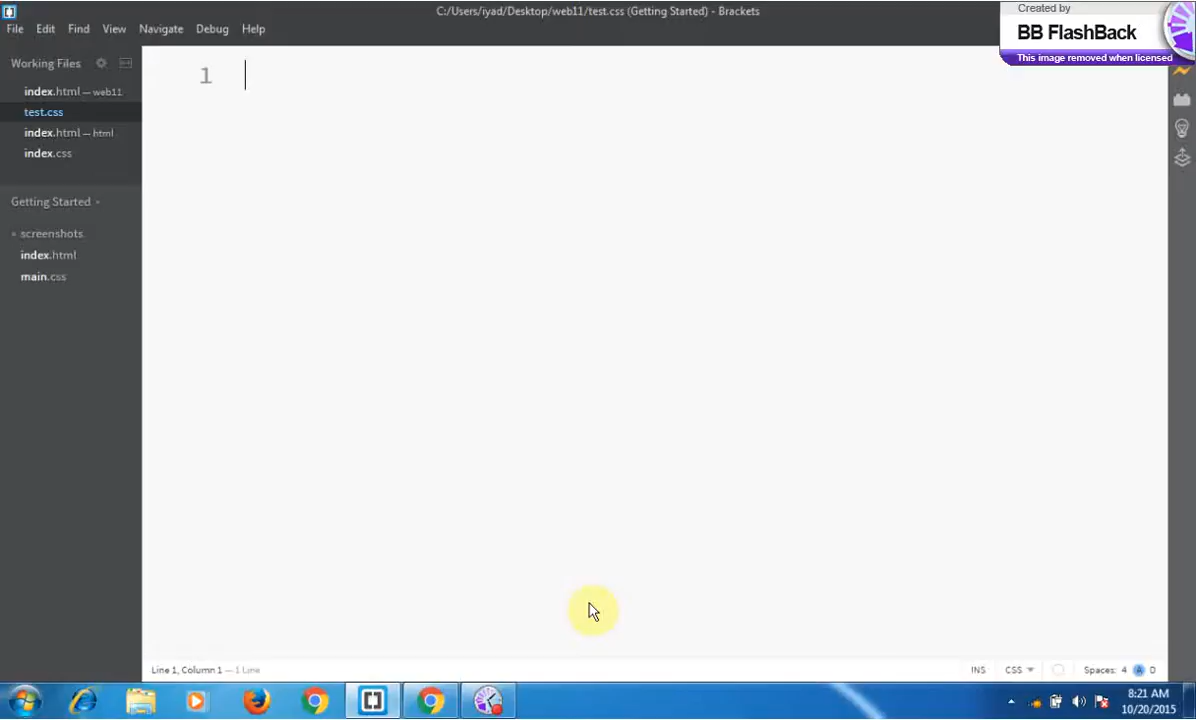 C:/Users/iyad/Desktop/web11/test.css (Getting Started) - Brackets
Created by
BB FlashBack
This image removed when licensed
File Edit Find View Navigate Debug Help
Working Files
index.html — web11
test.css
index.html — html
index.css
Getting Started
screenshots
index.html
main.css
1
Line 1, Column 1 — 1 Line
INS CSS Spaces: 4 A 0
8:21 AM
10/20/2015